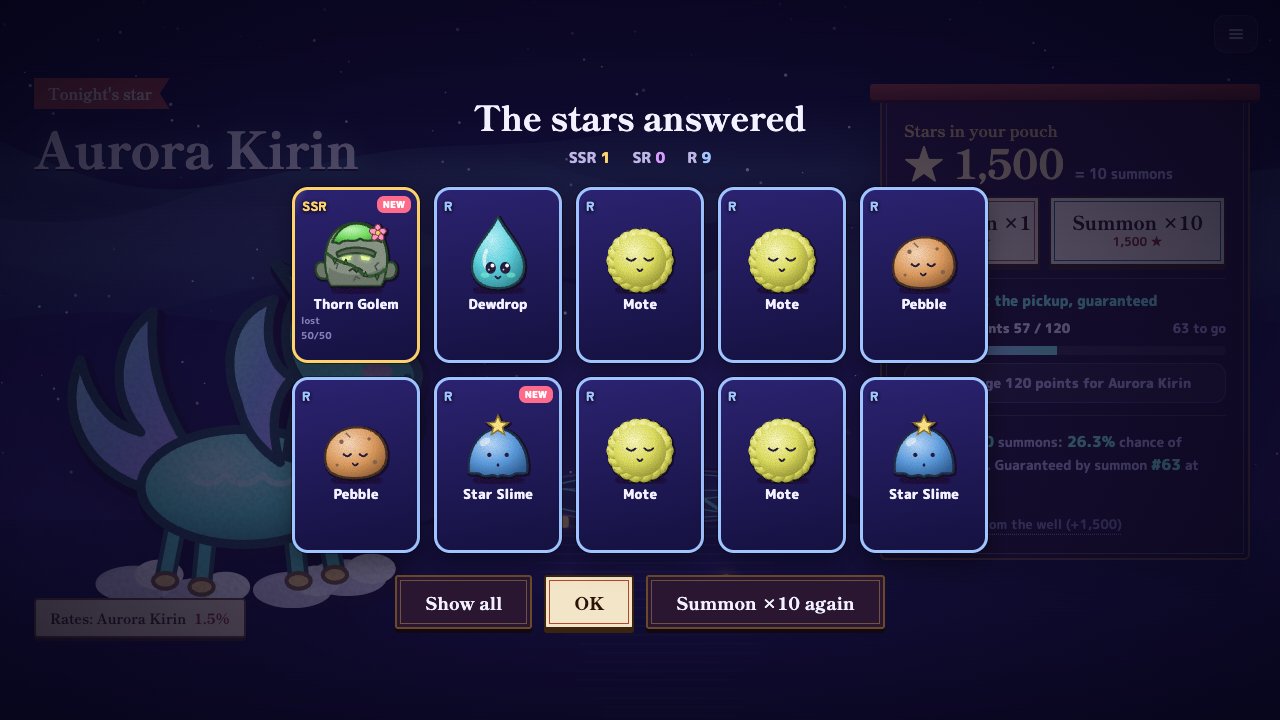 Tonight's star
Aurora Kirin
The stars answered
SSR 1 SR 0 R 9
Stars in your pouch
★ 1,500 = 10 summons
×1
Summon ×10
1,500 ★
the pickup, guaranteed
57 / 120
63 to go
120 points for Aurora Kirin
summons: 26.3% chance of
Guaranteed by summon #63 at
the well (+1,500)
SSR
NEW
Thorn Golem
lost
50/50
R
Dewdrop
R
Mote
R
Mote
R
Pebble
R
Pebble
R
NEW
Star Slime
R
Mote
R
Mote
R
Star Slime
Show all
OK
Summon ×10 again
Rates: Aurora Kirin 1.5%